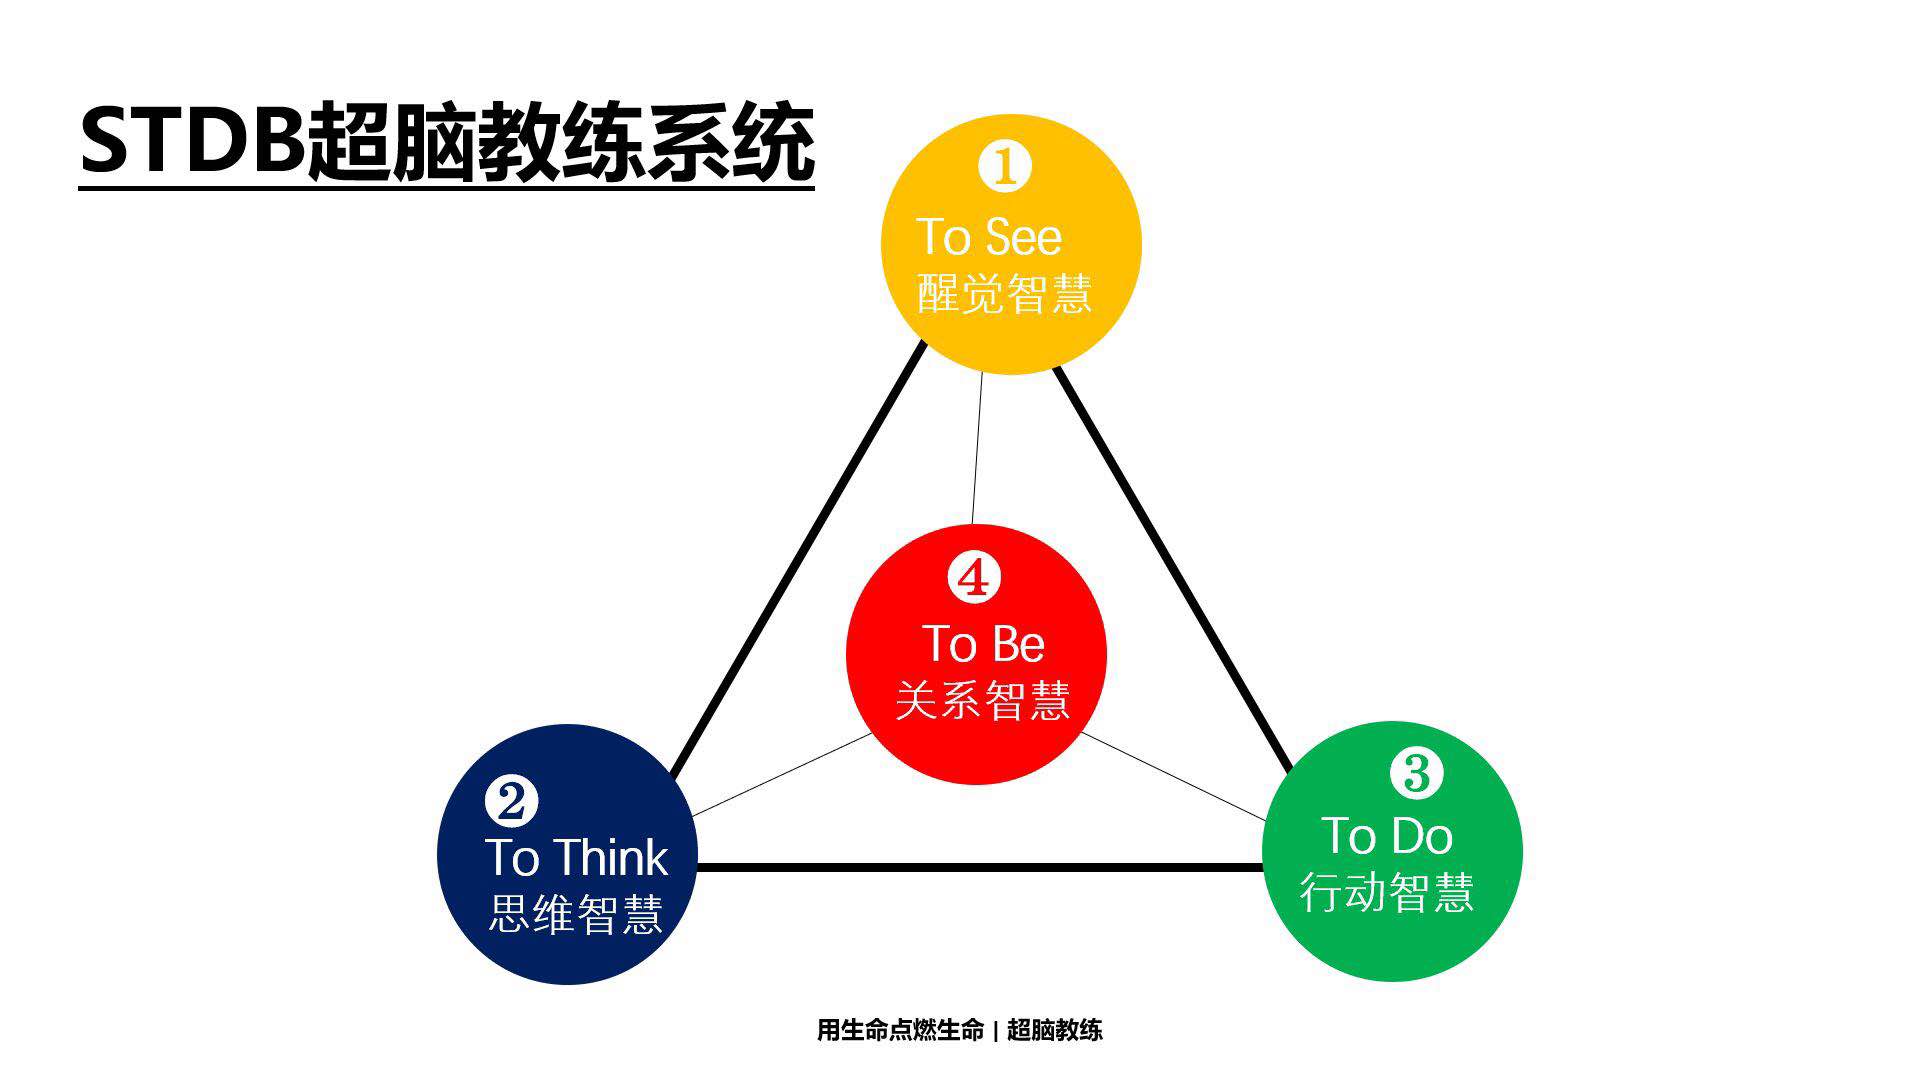 STDB超脑教练系统
❶
To See
醒觉智慧
❹
To Be
关系智慧
❷
To Think
思维智慧
❸
To Do
行动智慧
用生命点燃生命 | 超脑教练